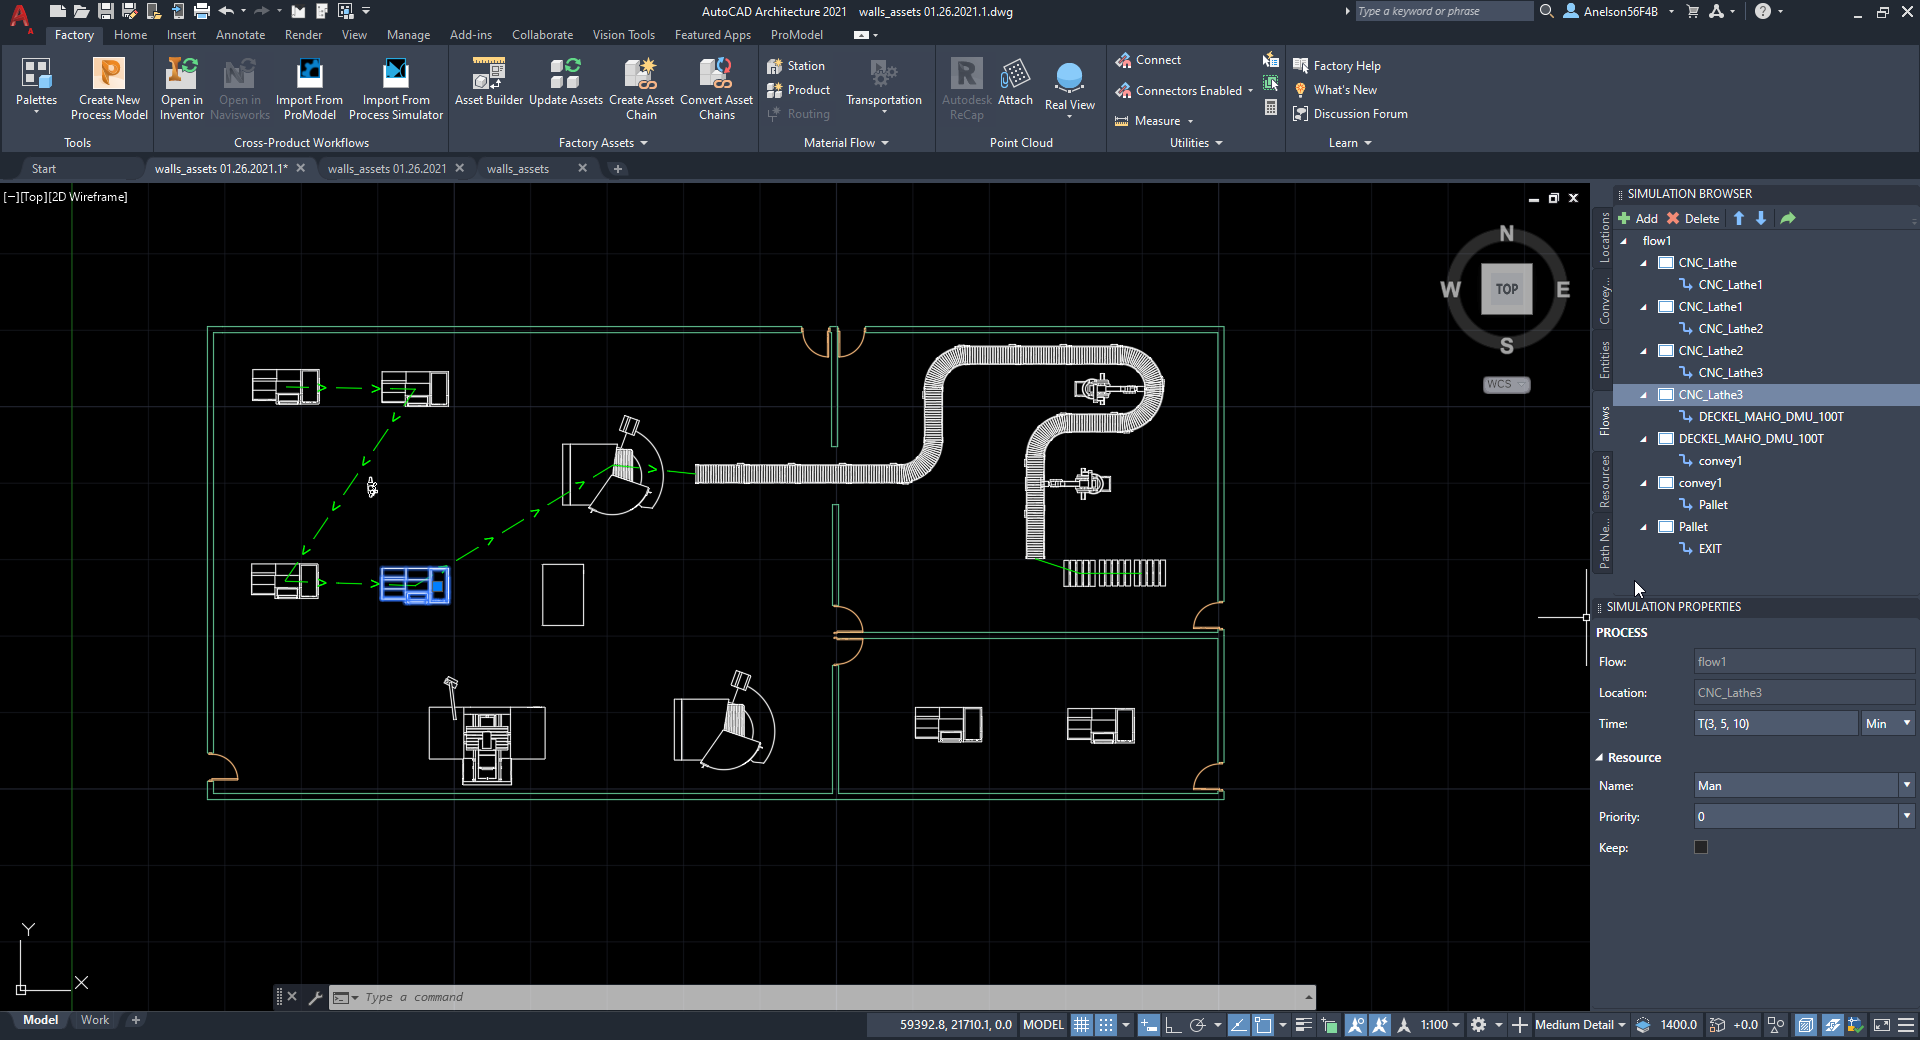 AutoCAD Architecture 2021 walls_assets 01.26.2021.1.dwg
Type a keyword or phrase
Anelson56F4B
Factory Home Insert Annotate Render View Manage Add-ins Collaborate Vision Tools Featured Apps ProModel
Palettes
Create New
Process Model
Tools
Open in
Inventor
Open in
Navisworks
Import From
ProModel
Import From
Process Simulator
Cross-Product Workflows
Asset Builder
Update Assets
Create Asset
Chain
Convert Asset
Chains
Factory Assets
Station
Product
Routing
Transportation
Material Flow
Autodesk
ReCap
Attach
Real View
Point Cloud
Connect
Connectors Enabled
Measure
Utilities
Factory Help
What's New
Discussion Forum
Learn
Start
walls_assets 01.26.2021.1*
walls_assets 01.26.2021
walls_assets
[−][Top][2D Wireframe]
N
W
TOP
E
S
WCS
Locations
Convey...
Entities
Flows
Resources
Path Ne...
SIMULATION BROWSER
Add Delete
flow1
CNC_Lathe
CNC_Lathe1
CNC_Lathe1
CNC_Lathe2
CNC_Lathe2
CNC_Lathe3
CNC_Lathe3
DECKEL_MAHO_DMU_100T
DECKEL_MAHO_DMU_100T
convey1
convey1
Pallet
Pallet
EXIT
SIMULATION PROPERTIES
PROCESS
Flow: flow1
Location: CNC_Lathe3
Time: T(3, 5, 10) Min
Resource
Name: Man
Priority: 0
Keep:
Y
X
Type a command
Model Work
59392.8, 21710.1, 0.0 MODEL 1:100 Medium Detail 1400.0 +0.0